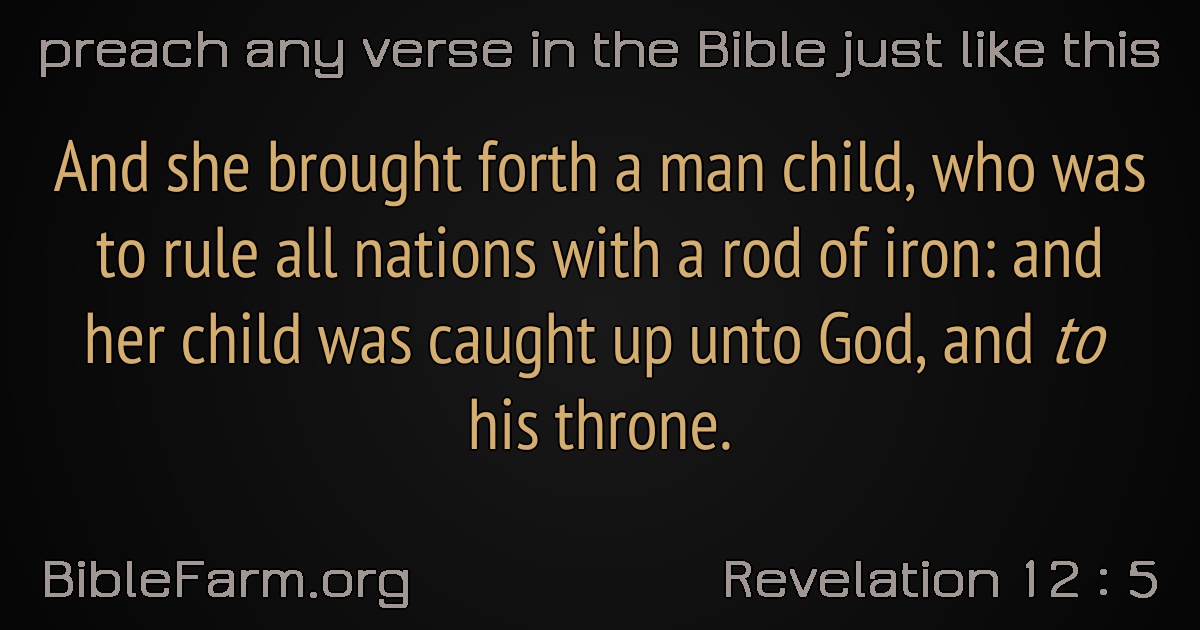 preach any verse in the Bible just like this
And she brought forth a man child, who was
to rule all nations with a rod of iron: and
her child was caught up unto God, and to
his throne.
BibleFarm.org
Revelation 12 : 5